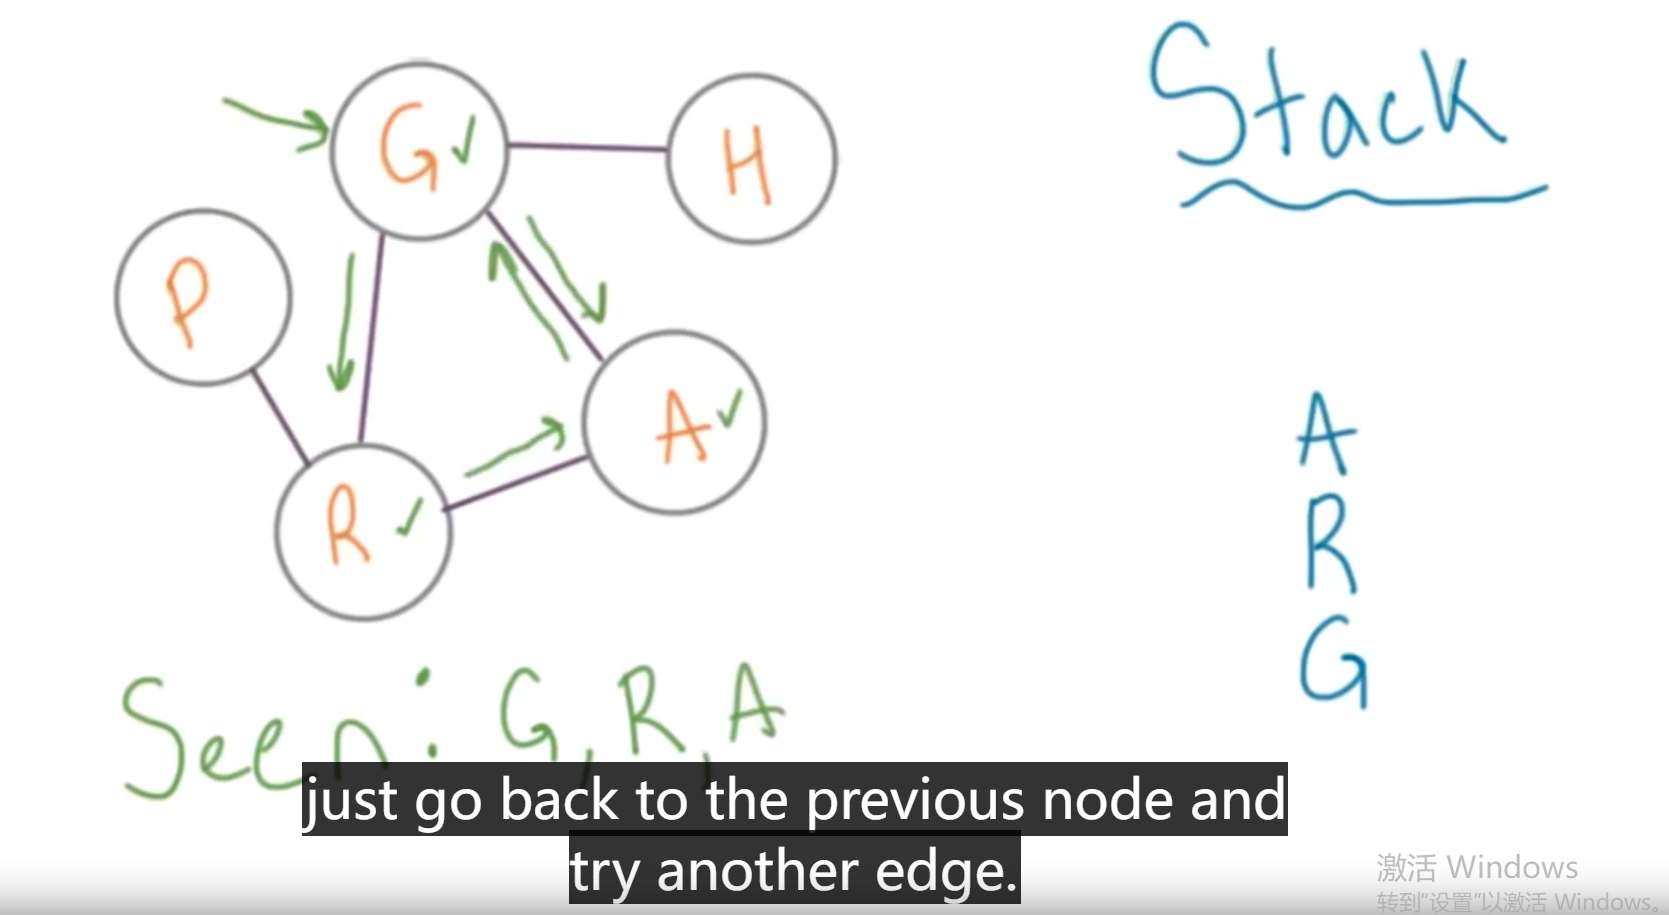 Stack
G ✓
H
P
A ✓
R ✓
A
R
G
Seen: G, R, A
just go back to the previous node and
try another edge.
激活 Windows
转到“设置”以激活 Windows。